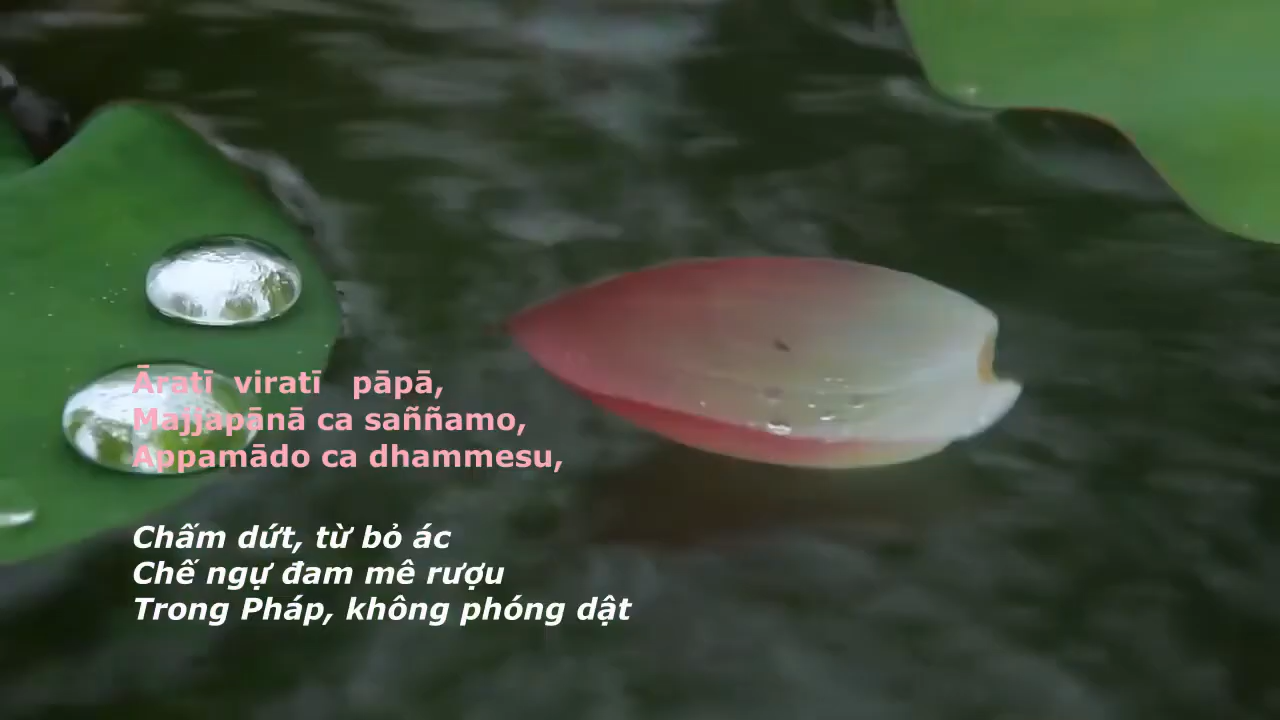 Āratī viratī pāpā,
Majjapānā ca saññamo,
Appamādo ca dhammesu,
Chấm dứt, từ bỏ ác
Chế ngự đam mê rượu
Trong Pháp, không phóng dật